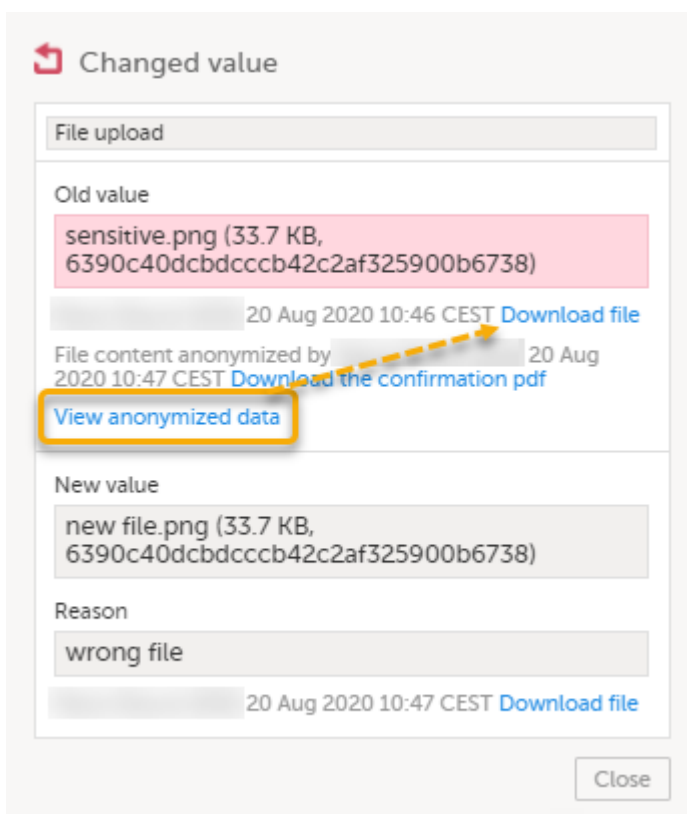 Changed value
File upload
Old value
sensitive.png (33.7 KB,
6390c40dcbdcccb42c2af325900b6738)
20 Aug 2020 10:46 CEST Download file
File content anonymized by 20 Aug
2020 10:47 CEST Download the confirmation pdf
View anonymized data
New value
new file.png (33.7 KB,
6390c40dcbdcccb42c2af325900b6738)
Reason
wrong file
20 Aug 2020 10:47 CEST Download file
Close